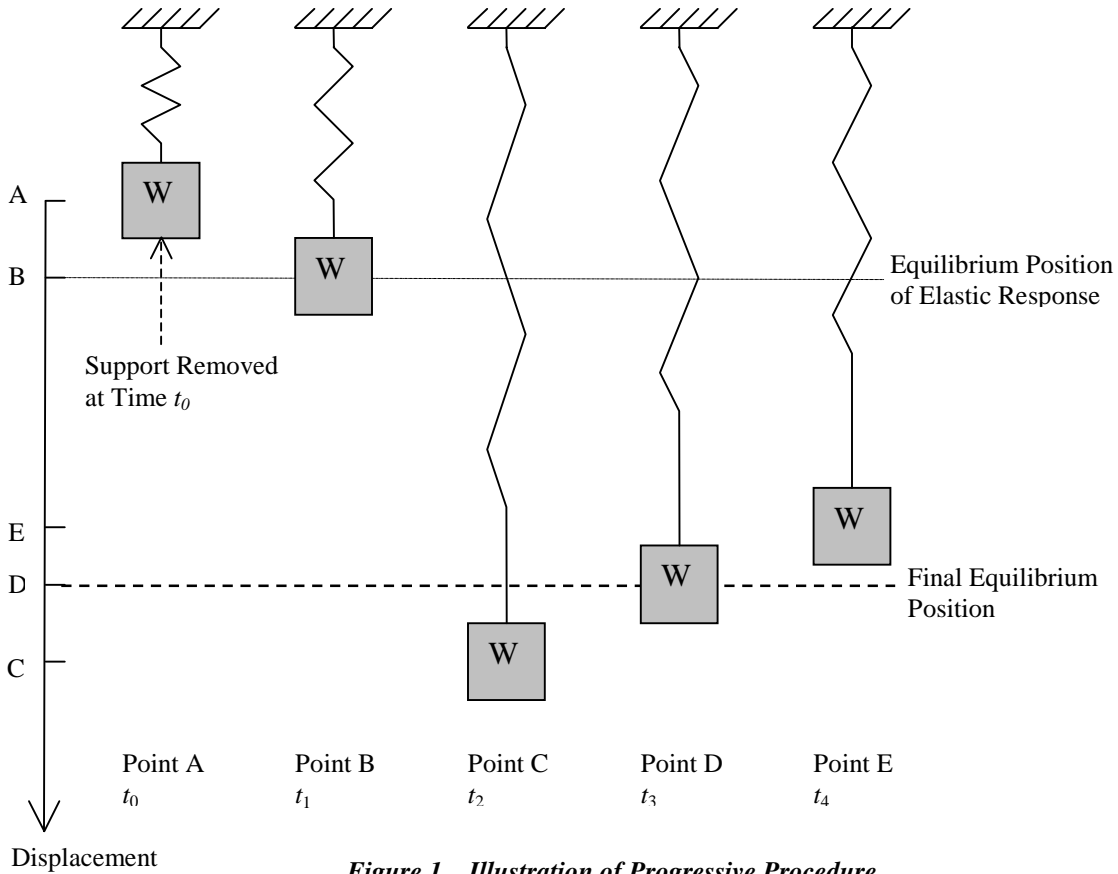 W
A
W
B
Equilibrium Position
of Elastic Response
Support Removed
at Time t0
W
E
W
D
Final Equilibrium
Position
W
C
Point A
Point B
Point C
Point D
Point E
t0
t1
t2
t3
t4
Displacement
Figure 1 Illustration of Progressive Procedure